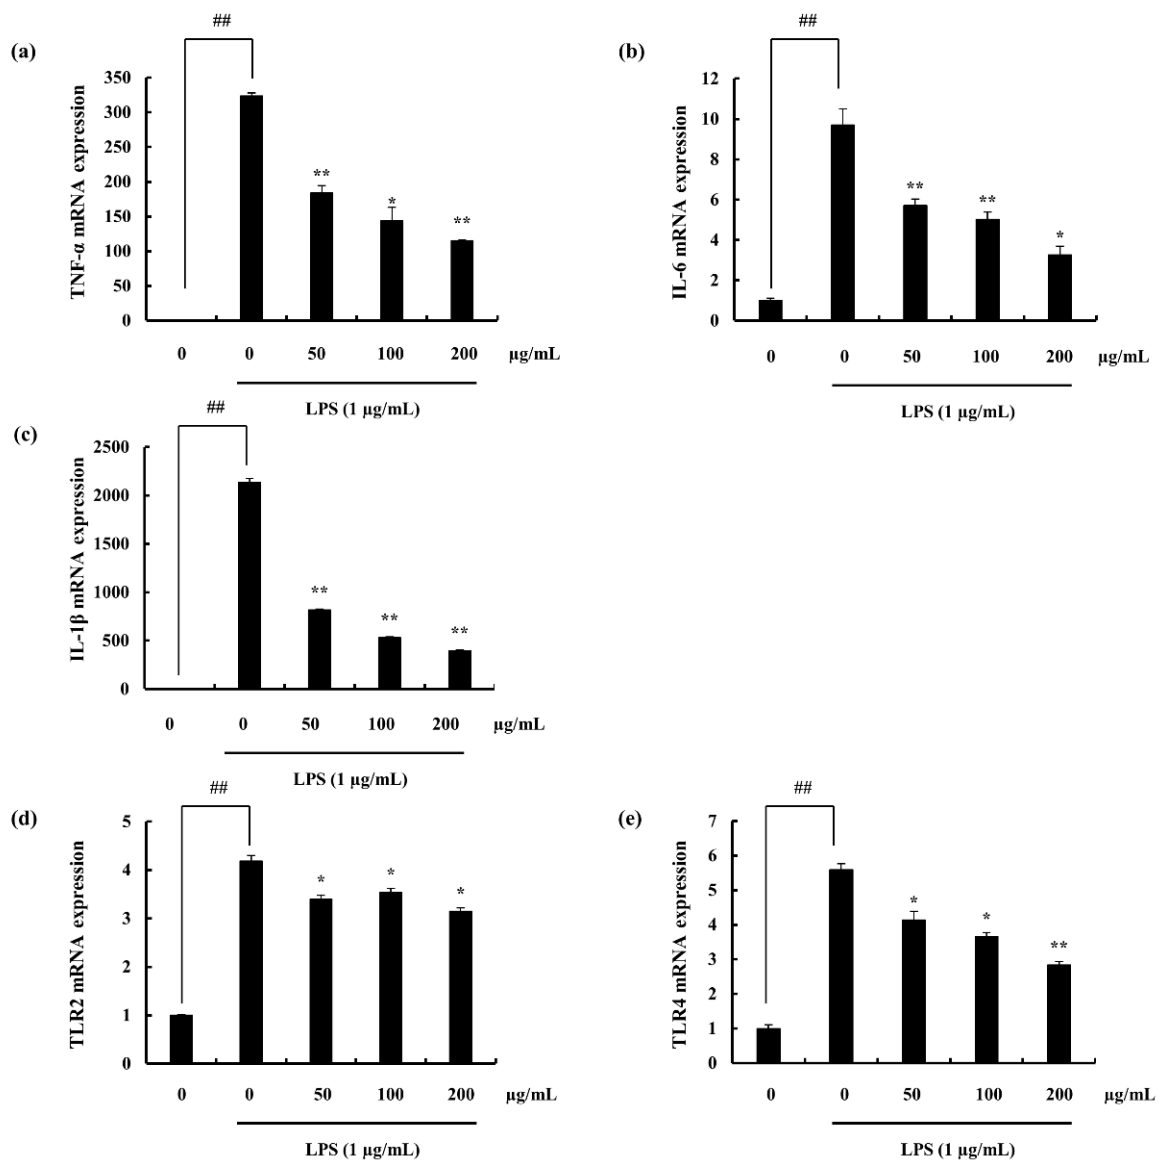 ##
(a)
TNF-α mRNA expression
350
300
250
200
150
100
50
0
**
*
**
0 0 50 100 200 μg/mL
LPS (1 μg/mL)
##
(b)
IL-6 mRNA expression
12
10
8
6
4
2
0
**
**
*
0 0 50 100 200 μg/mL
LPS (1 μg/mL)
##
(c)
IL-1β mRNA expression
2500
2000
1500
1000
500
0
**
**
**
0 0 50 100 200 μg/mL
LPS (1 μg/mL)
##
(d)
TLR2 mRNA expression
5
4
3
2
1
0
*
*
*
0 0 50 100 200 μg/mL
LPS (1 μg/mL)
##
(e)
TLR4 mRNA expression
7
6
5
4
3
2
1
0
*
*
**
0 0 50 100 200 μg/mL
LPS (1 μg/mL)